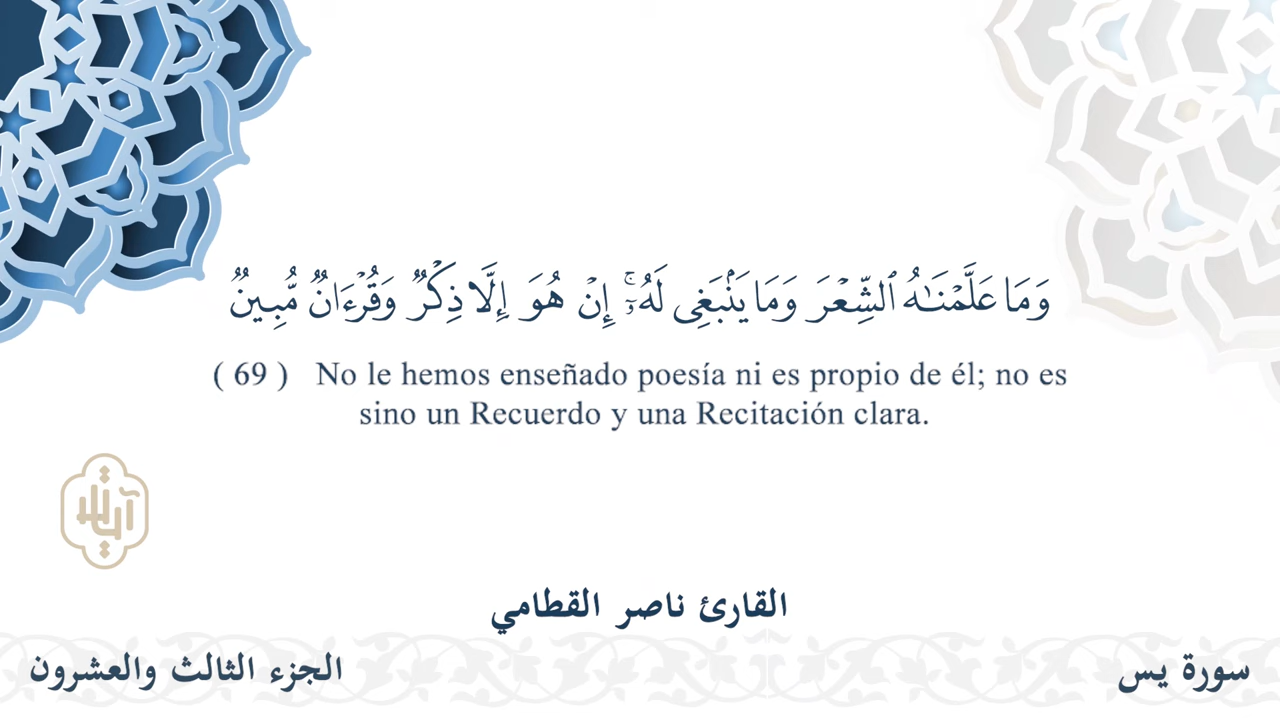 وَمَا عَلَّمْنَـٰهُ ٱلشِّعْرَ وَمَا يَنۢبَغِى لَهُۥٓ ۚ إِنْ هُوَ إِلَّا ذِكْرٌ وَقُرْءَانٌ مُّبِينٌ
( 69 ) No le hemos enseñado poesía ni es propio de él; no es
sino un Recuerdo y una Recitación clara.
آيات
القارئ ناصر القطامي
سورة يس
الجزء الثالث والعشرون